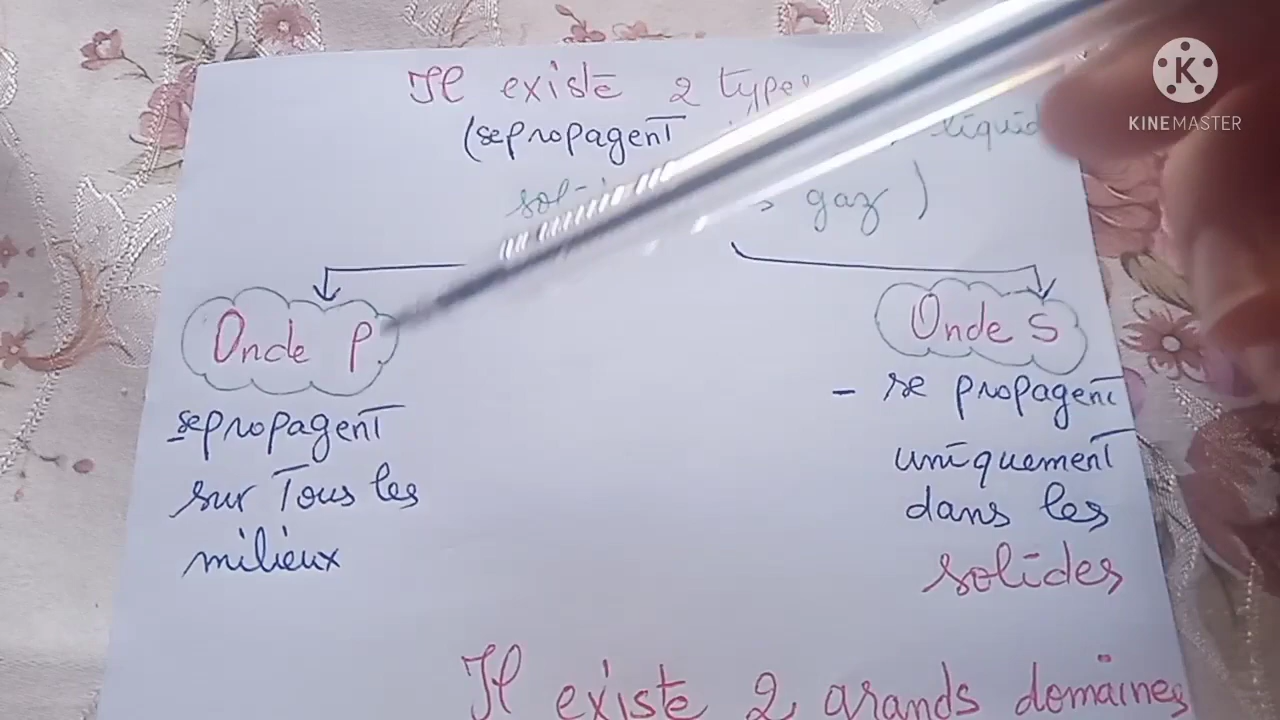 Il existe 2 types
(se propagent liquid
gaz )
Onde P
se propagent
sur Tous les
milieux
Onde S
- se propagent
uniquement
dans les
solides
Il existe 2 grands domaines
K
KINEMASTER